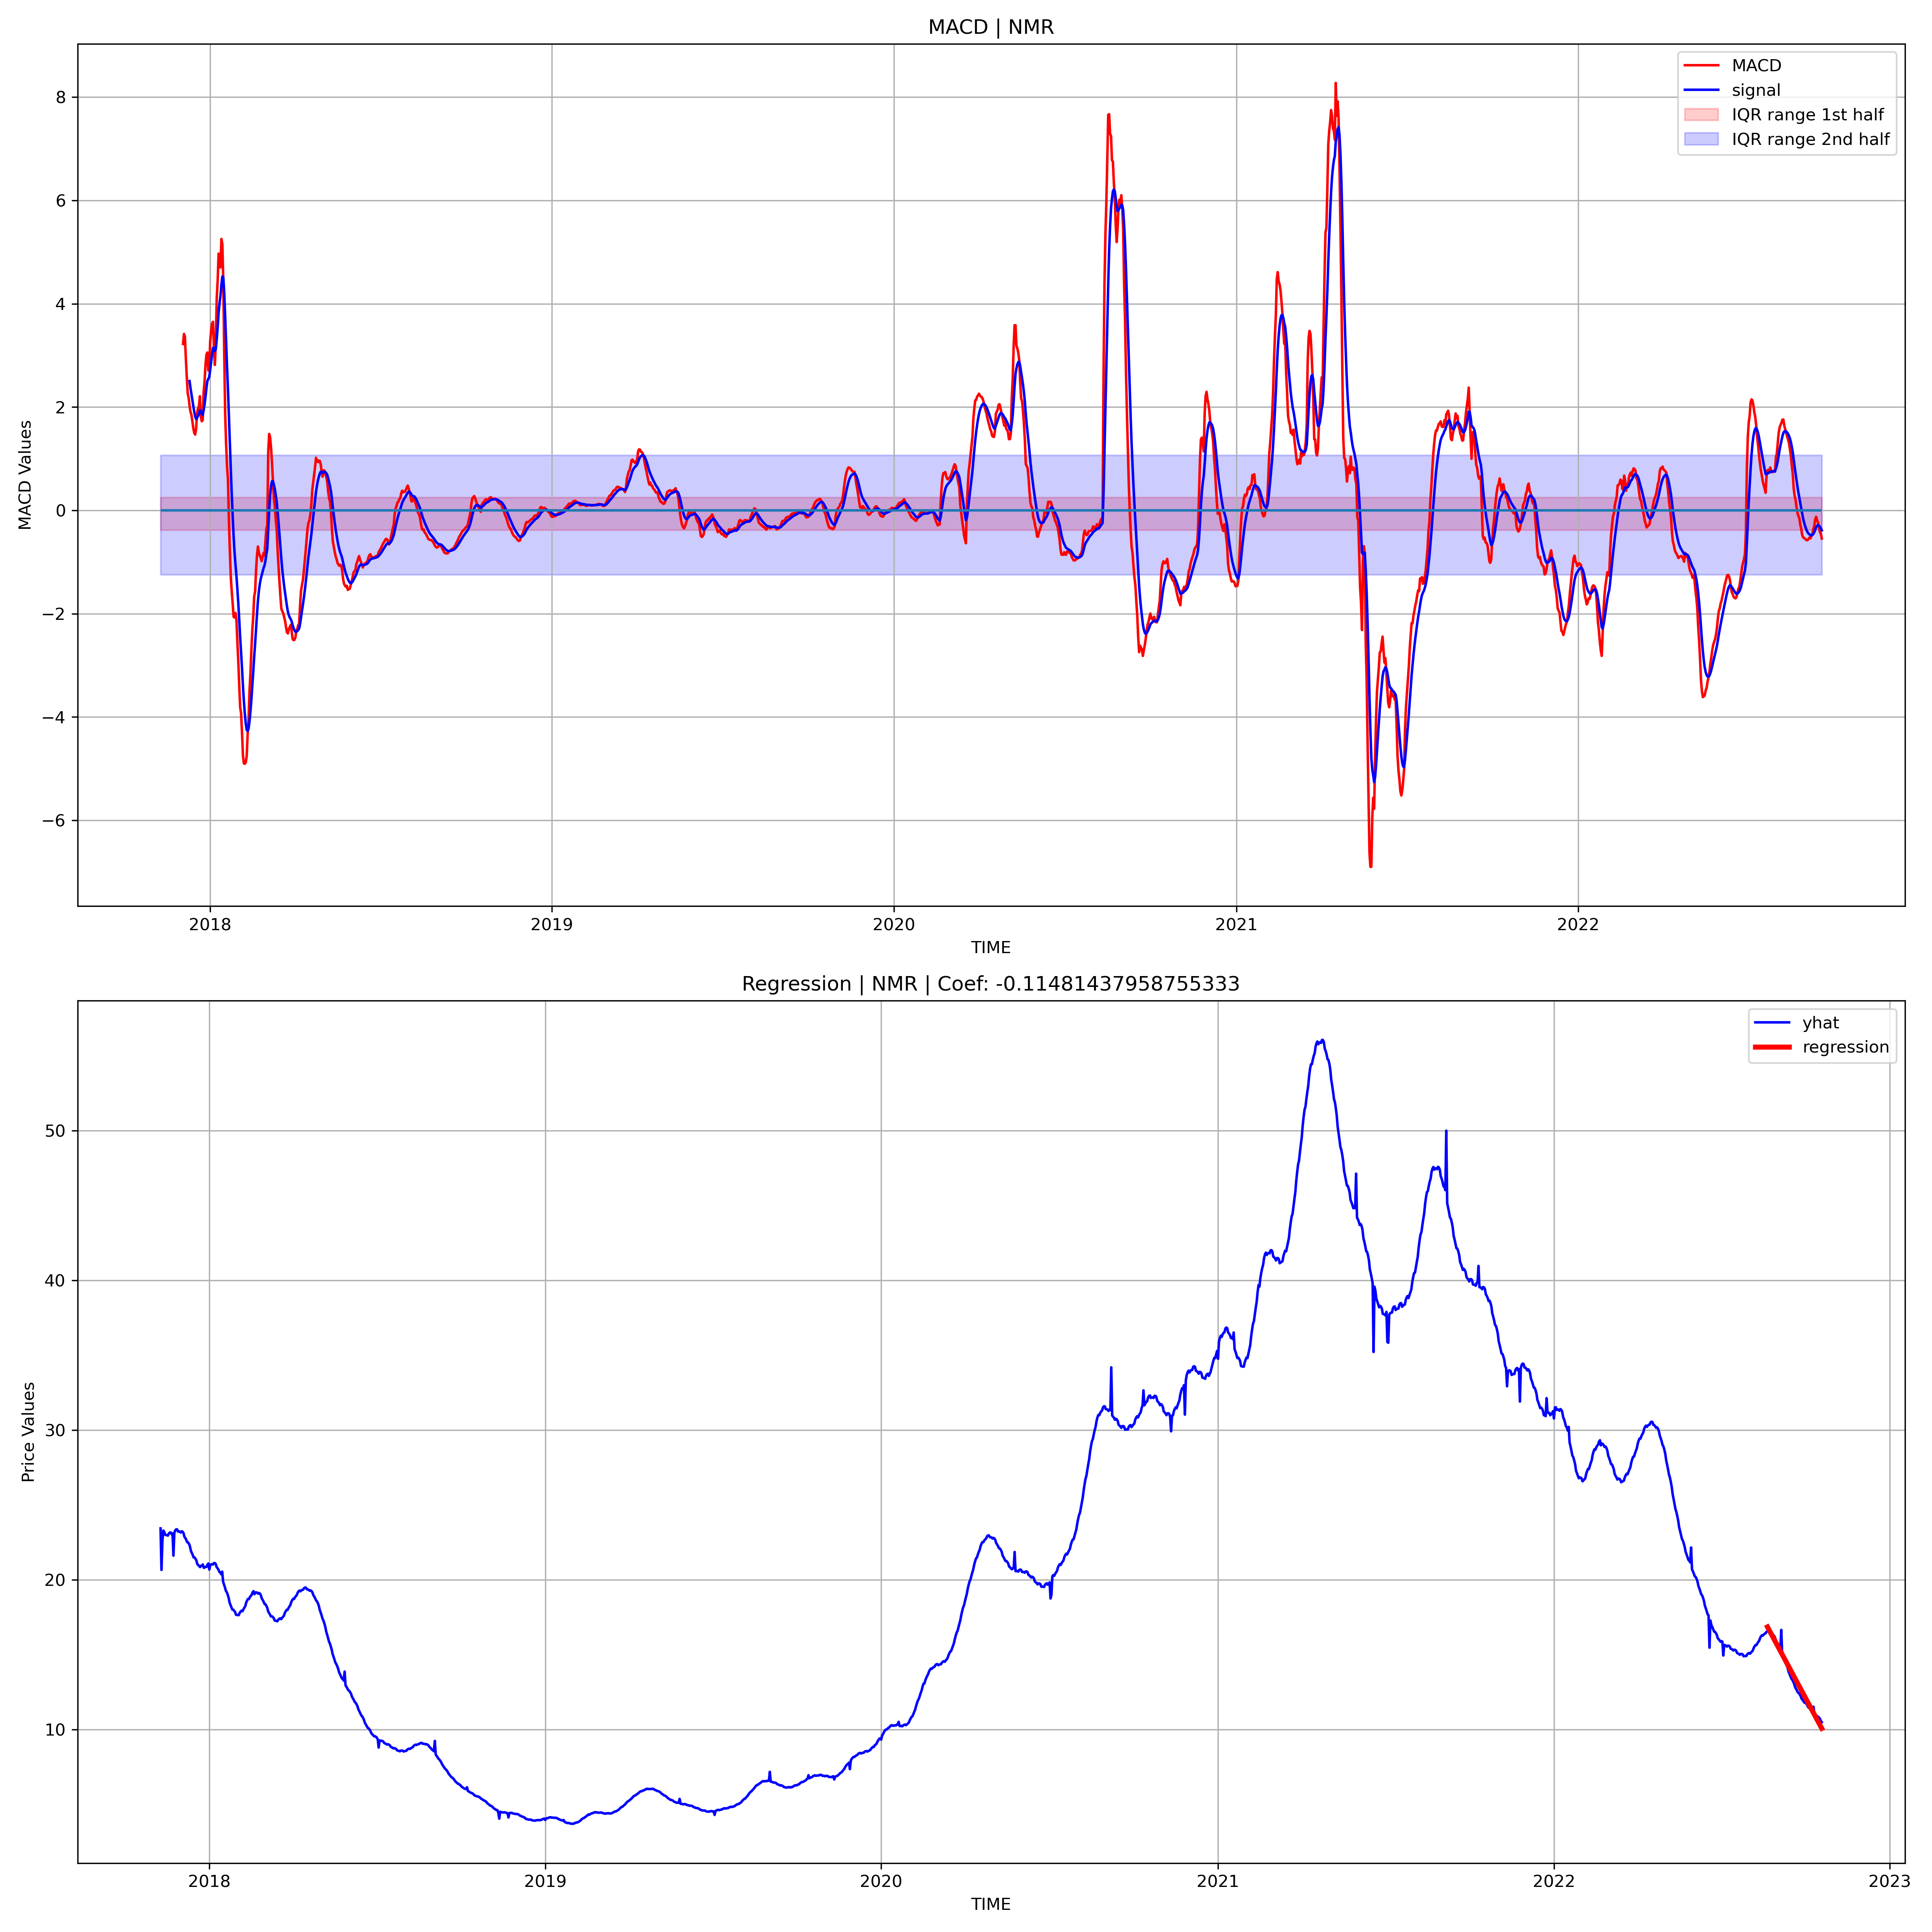 MACD | NMR
MACD
signal
IQR range 1st half
IQR range 2nd half
MACD Values
8
6
4
2
0
−2
−4
−6
2018
2019
2020
2021
2022
TIME
Regression | NMR | Coef: -0.11481437958755333
yhat
regression
Price Values
50
40
30
20
10
2018
2019
2020
2021
2022
2023
TIME